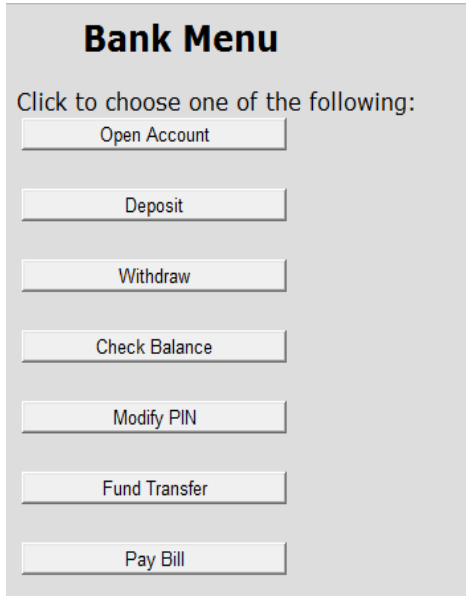 Bank Menu
Click to choose one of the following:
Open Account
Deposit
Withdraw
Check Balance
Modify PIN
Fund Transfer
Pay Bill